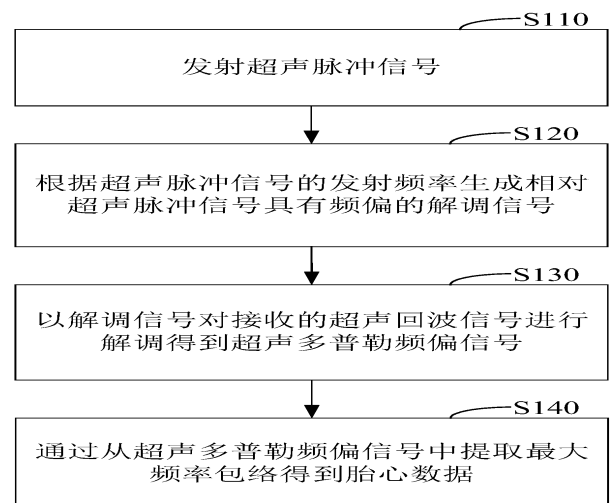 S110
发射超声脉冲信号
S120
根据超声脉冲信号的发射频率生成相对
超声脉冲信号具有频偏的解调信号
S130
以解调信号对接收的超声回波信号进行
解调得到超声多普勒频偏信号
S140
通过从超声多普勒频偏信号中提取最大
频率包络得到胎心数据